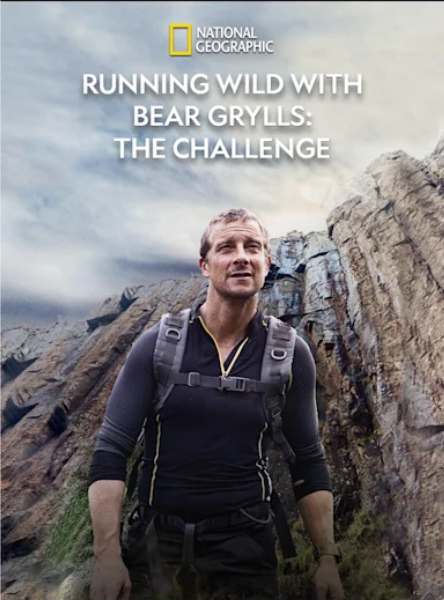 NATIONAL
GEOGRAPHIC
RUNNING WILD WITH
BEAR GRYLLS:
THE CHALLENGE